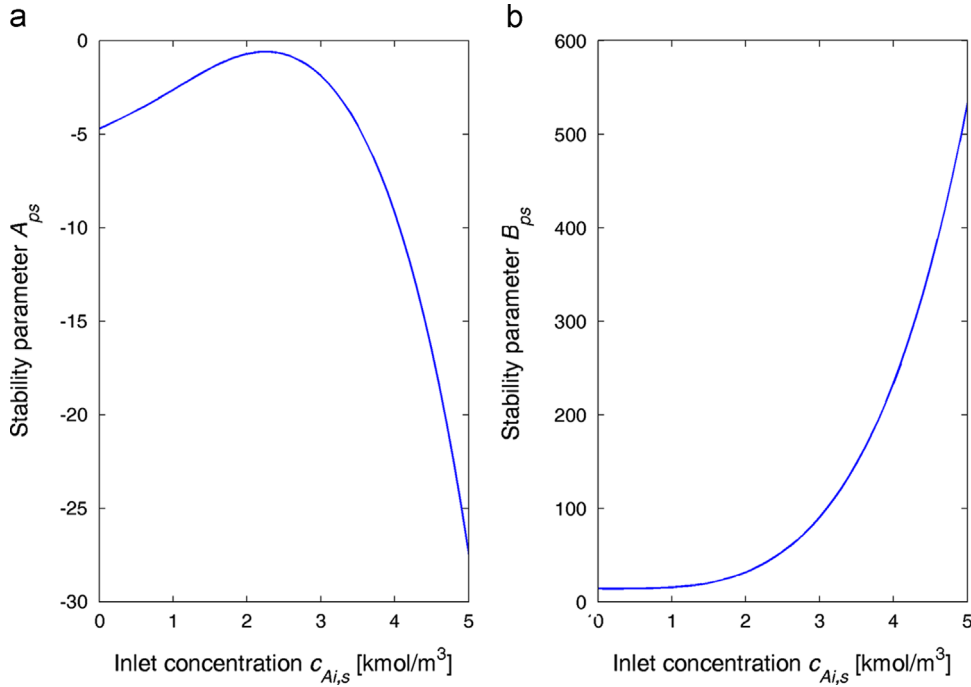 a
0
-5
-10
-15
-20
-25
-30
0 1 2 3 4 5
Stability parameter A_ps
Inlet concentration c_Ai,s [kmol/m³]
b
600
500
400
300
200
100
0
0 1 2 3 4 5
Stability parameter B_ps
Inlet concentration c_Ai,s [kmol/m³]